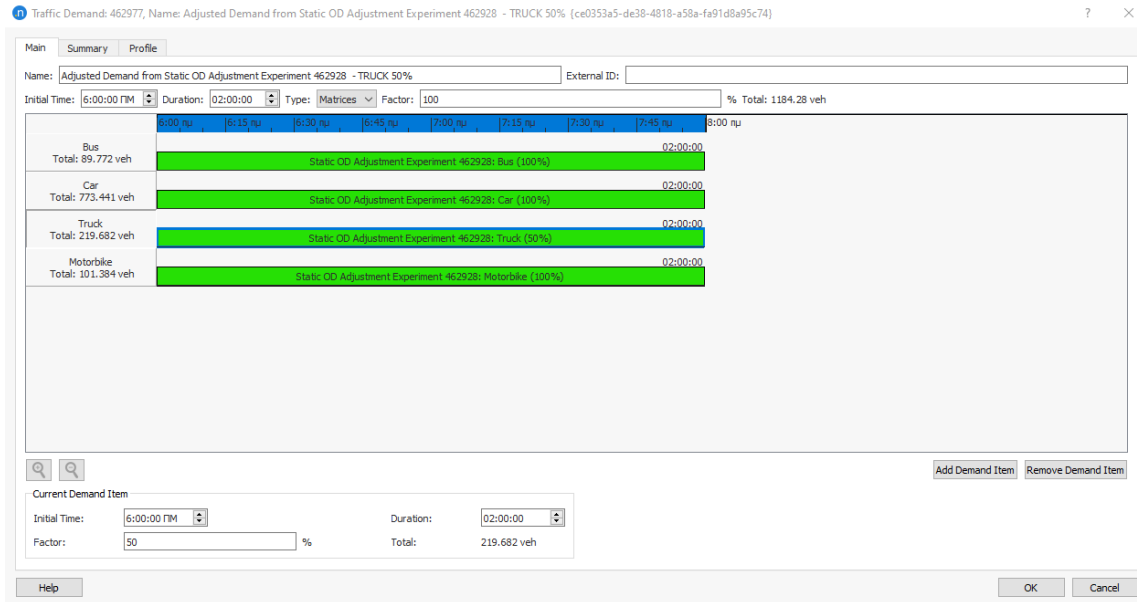 .n Traffic Demand: 462977, Name: Adjusted Demand from Static OD Adjustment Experiment 462928 - TRUCK 50% {ce0353a5-de38-4818-a58a-fa91d8a95c74} ?
Main Summary Profile
Name: Adjusted Demand from Static OD Adjustment Experiment 462928 - TRUCK 50% External ID:
Initial Time: 6:00:00 ΠΜ Duration: 02:00:00 Type: Matrices Factor: 100 % Total: 1184.28 veh
6:00 πμ 6:15 πμ 6:30 πμ 6:45 πμ 7:00 πμ 7:15 πμ 7:30 πμ 7:45 πμ 8:00 πμ
Bus 02:00:00
Total: 89.772 veh Static OD Adjustment Experiment 462928: Bus (100%)
Car 02:00:00
Total: 773.441 veh Static OD Adjustment Experiment 462928: Car (100%)
Truck 02:00:00
Total: 219.682 veh Static OD Adjustment Experiment 462928: Truck (50%)
Motorbike 02:00:00
Total: 101.384 veh Static OD Adjustment Experiment 462928: Motorbike (100%)
Add Demand Item Remove Demand Item
Current Demand Item
Initial Time: 6:00:00 ΠΜ Duration: 02:00:00
Factor: 50 % Total: 219.682 veh
Help OK Cancel